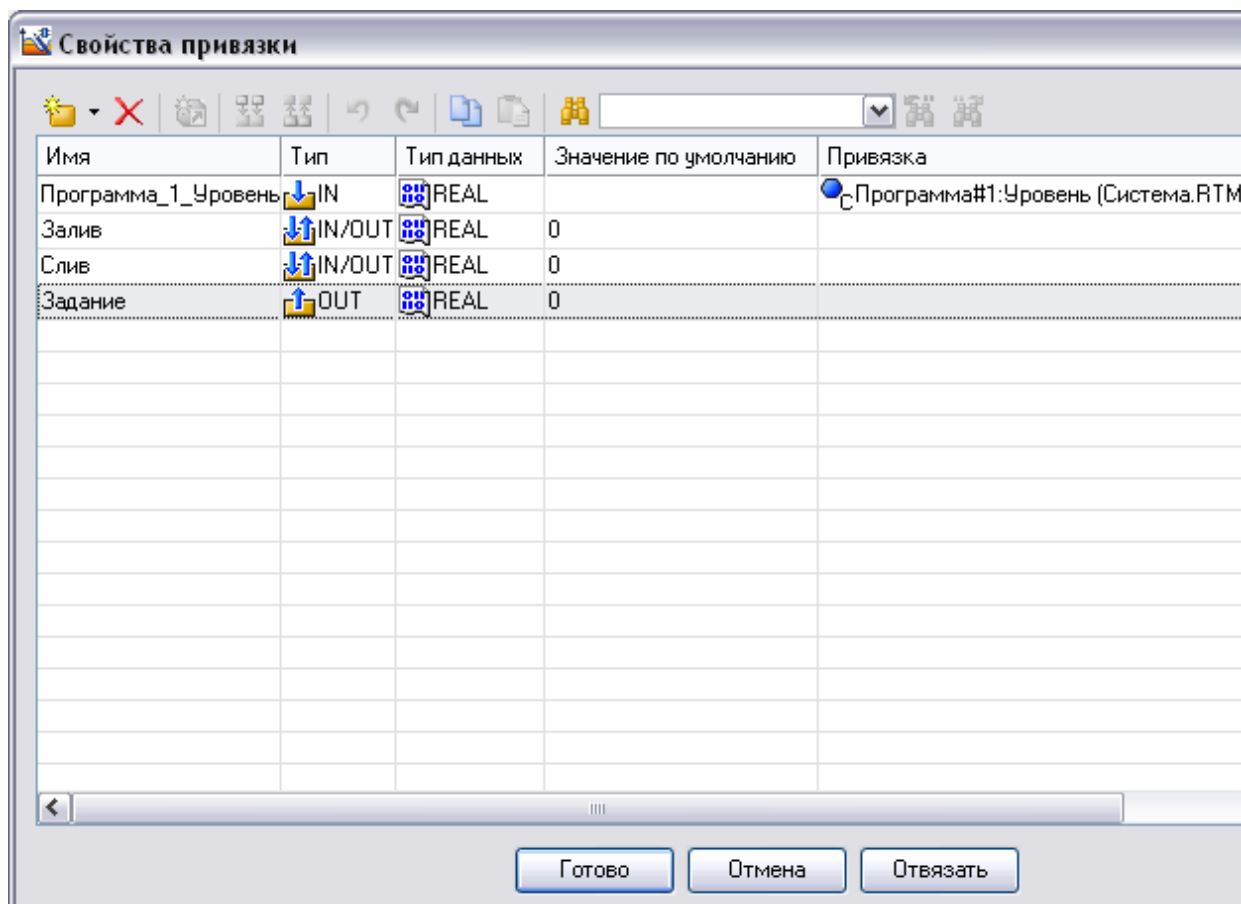 Свойства привязки
Имя Тип Тип данных Значение по умолчанию Привязка
Программа_1_Уровень IN REAL Программа#1:Уровень (Система.RTM
Залив IN/OUT REAL 0
Слив IN/OUT REAL 0
Задание OUT REAL 0
Готово Отмена Отвязать